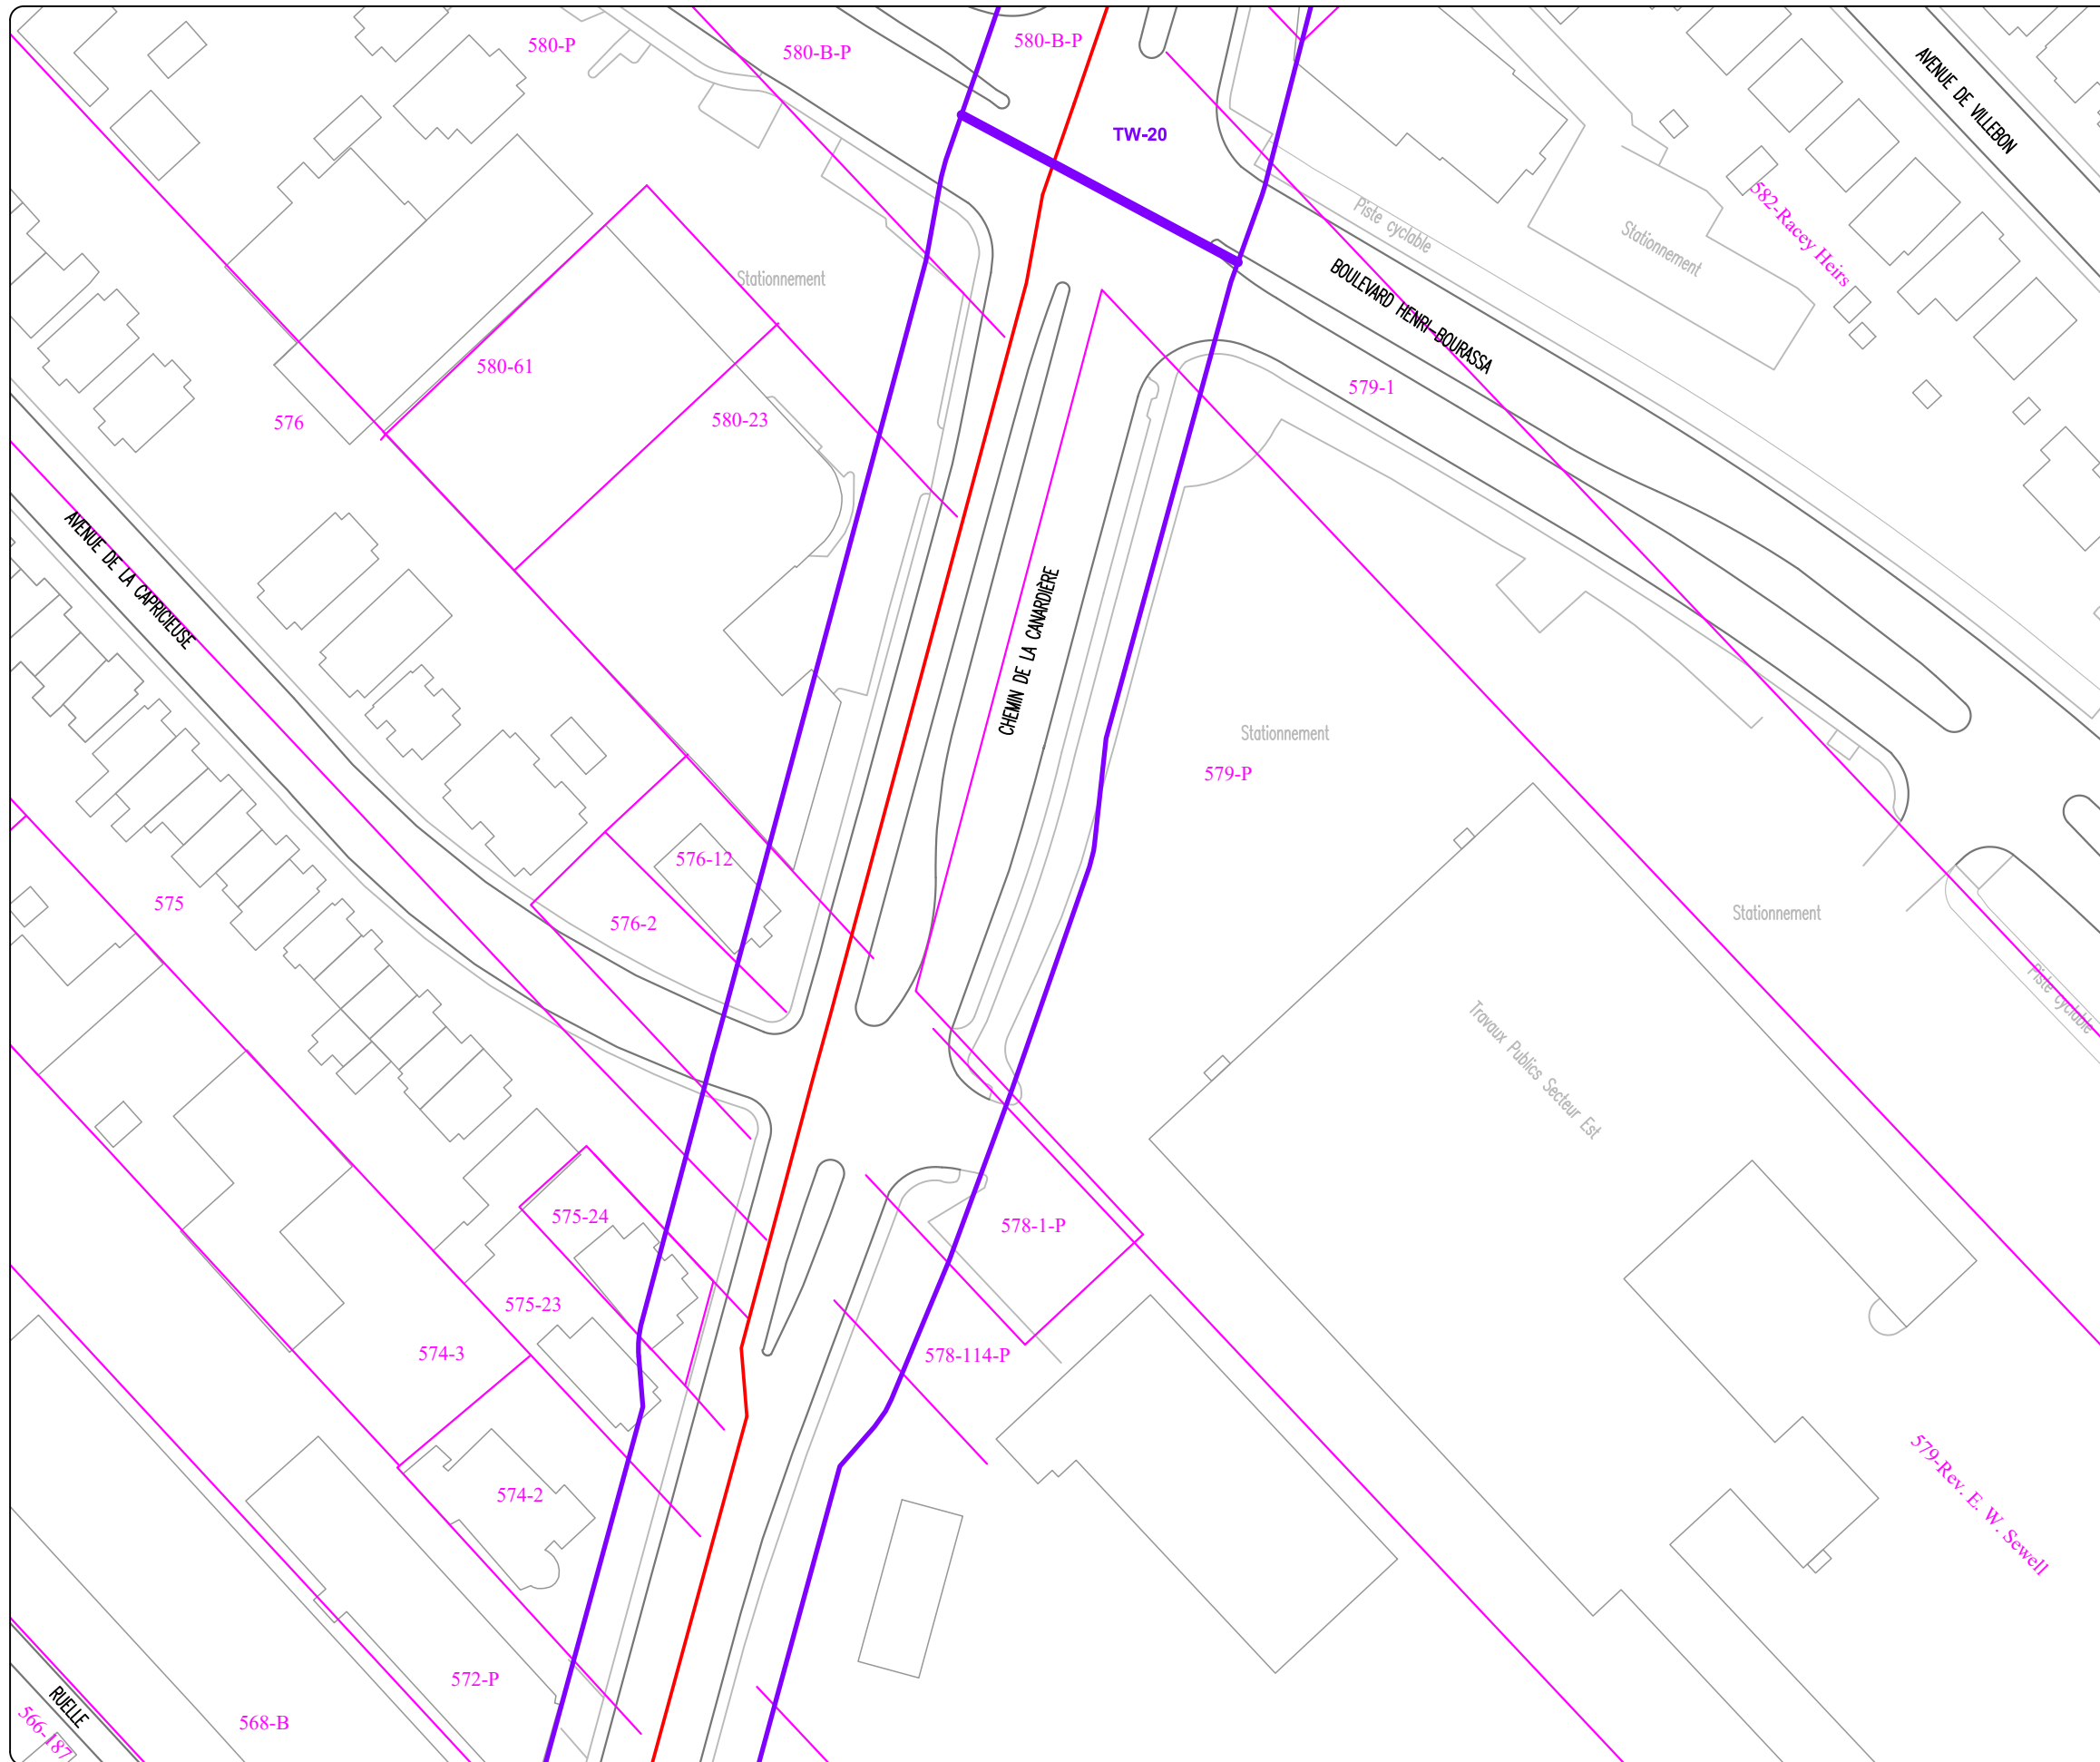 580-P
580-B-P
580-B-P
AVENUE DE VILLEBON
TW-20
582-Racey Heirs
Piste cyclable
Stationnement
Stationnement
BOULEVARD HENRI-BOURASSA
580-61
579-1
576
580-23
AVENUE DE LA CAPRICIEUSE
CHEMIN DE LA CANARDIÈRE
Stationnement
579-P
576-12
575
576-2
Stationnement
Piste cyclable
Travaux Publics Secteur Est
575-24
578-1-P
575-23
574-3
578-114-P
579-Rev. E. W. Sewell
574-2
572-P
RUELLE
568-B
566-187